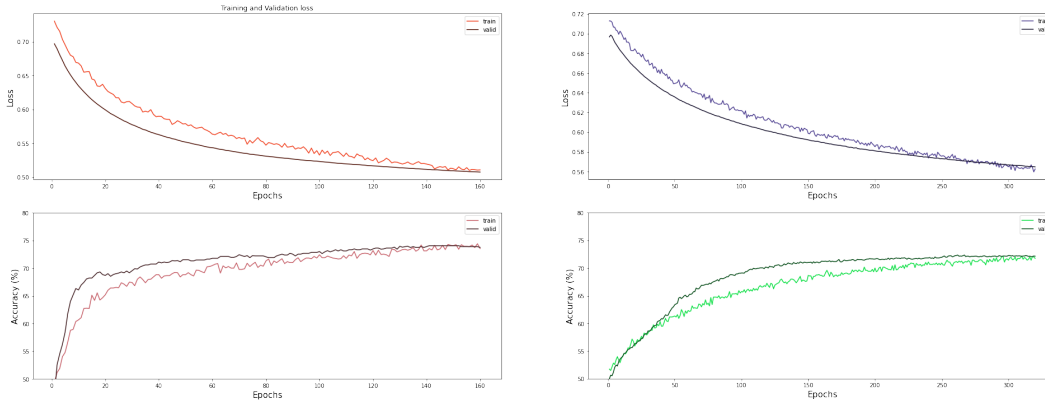 Training and Validation loss
train
valid
0.70
0.65
0.60
0.55
0.50
Loss
0 20 40 60 80 100 120 140 160
Epochs
tra
va
0.72
0.70
0.68
0.66
0.64
0.62
0.60
0.58
0.56
Loss
0 50 100 150 200 250 300
Epochs
train
valid
80
75
70
65
60
55
50
Accuracy (%)
0 20 40 60 80 100 120 140 160
Epochs
tra
va
80
75
70
65
60
55
50
Accuracy (%)
0 50 100 150 200 250 300
Epochs